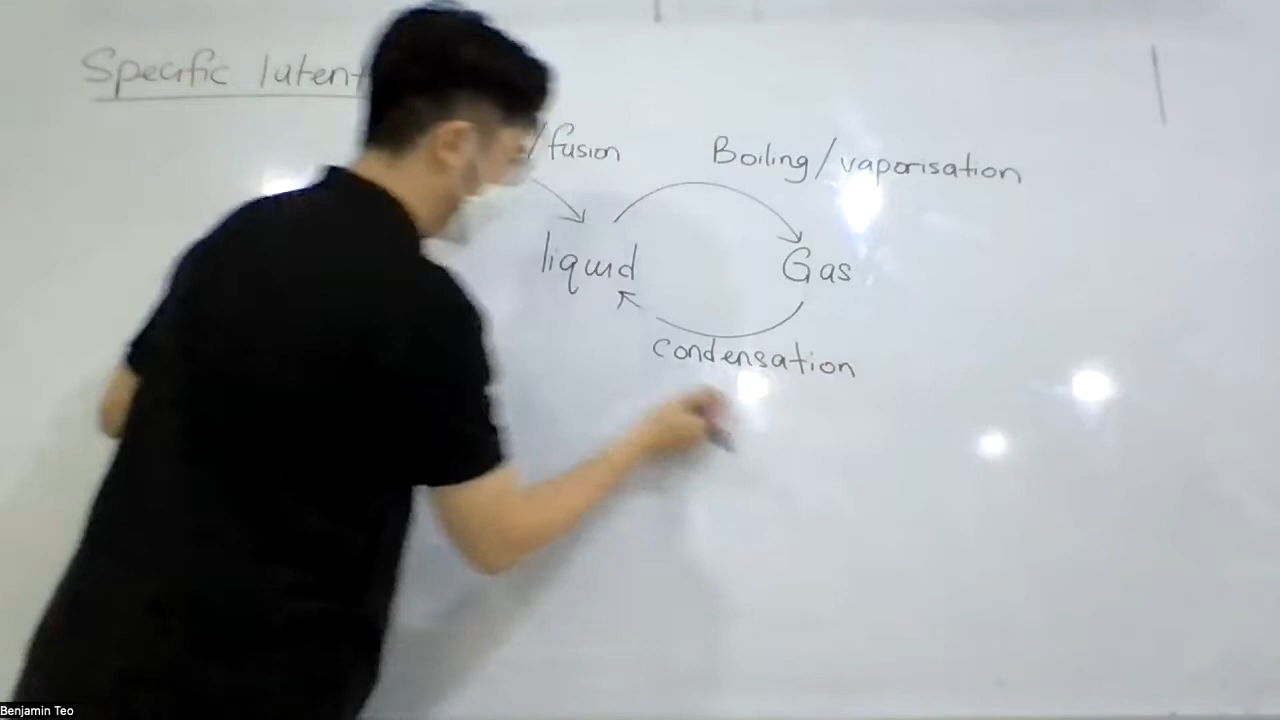 Specific latent
/fusion
Boiling/vaporisation
liquid
Gas
condensation
Benjamin Teo